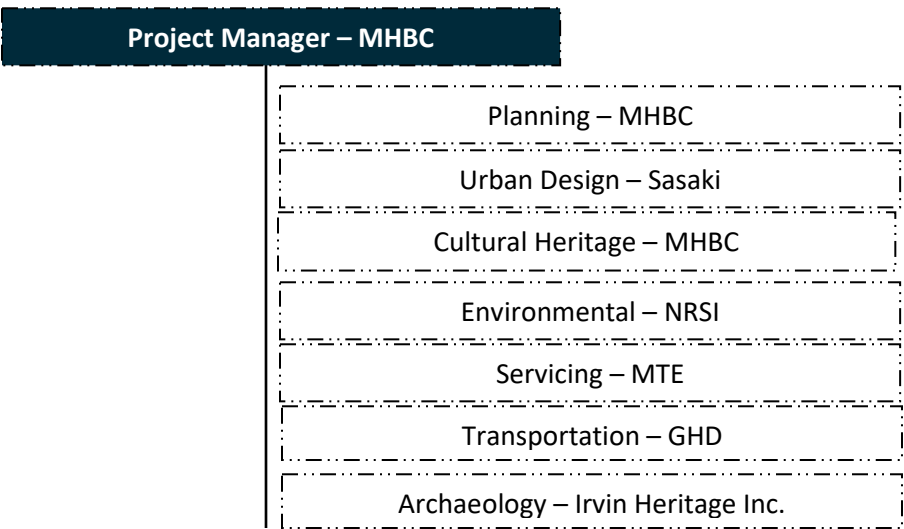 Project Manager – MHBC
Planning – MHBC
Urban Design – Sasaki
Cultural Heritage – MHBC
Environmental – NRSI
Servicing – MTE
Transportation – GHD
Archaeology – Irvin Heritage Inc.